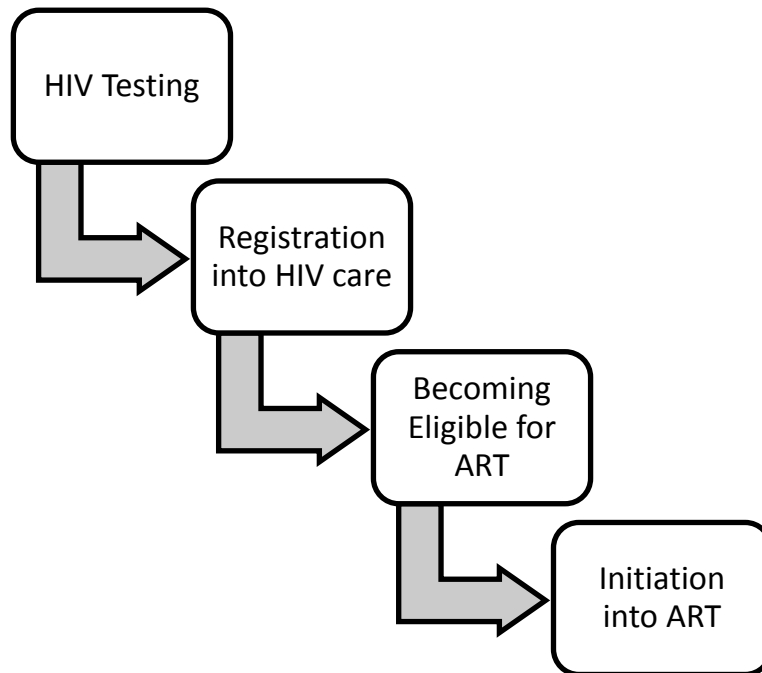 HIV Testing
Registration
into HIV care
Becoming
Eligible for
ART
Initiation
into ART